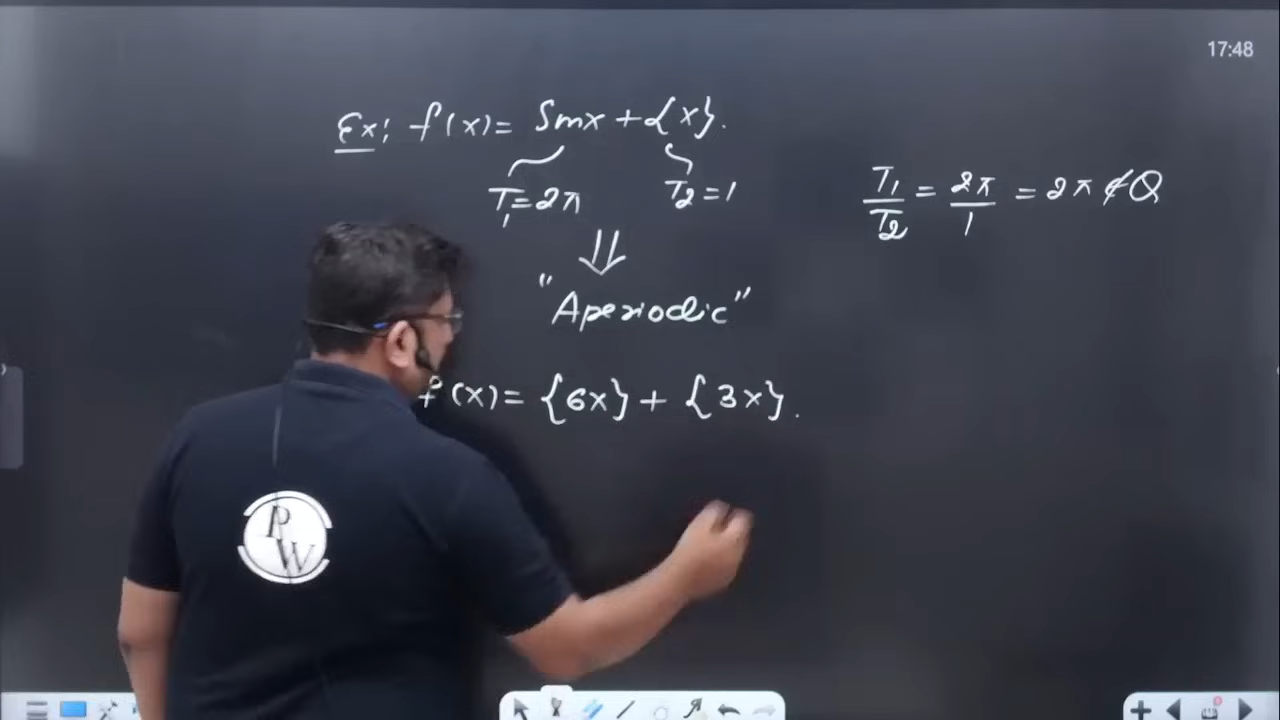 17:48
Ex: f(x) = Sinx + {x}.
T₁ = 2π T₂ = 1
T₁/T₂ = 2π/1 = 2π ∉ Q
⇓
"Aperiodic"
f(x) = {6x} + {3x}.
PW